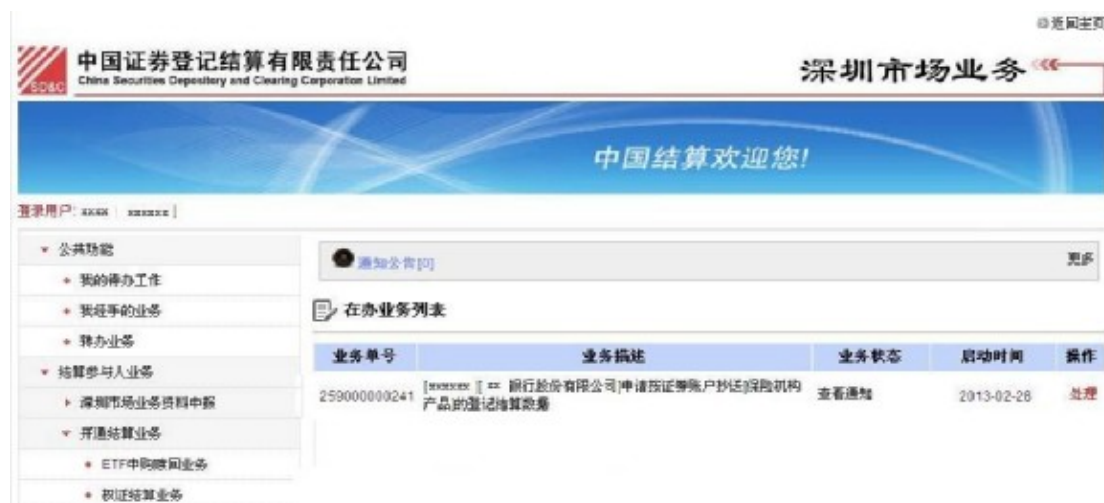 返回主页
中国证券登记结算有限责任公司
China Securities Depository and Clearing Corporation Limited
SD&C
深圳市场业务
中国结算欢迎您!
登录用户: xxxx | xxxxxx ]
公共功能
我的待办工作
我经手的业务
转办业务
结算参与人业务
深圳市场业务资料申报
开通结算业务
ETF申购赎回业务
权证结算业务
通知公告[0]
更多
在办业务列表
业务单号 业务描述 业务状态 启动时间 操作
259000000241 [xxxxxx [ xx 银行股份有限公司]申请按证券账户抄送]保险机构 查看通知 2013-02-28 处理
产品的登记结算数量